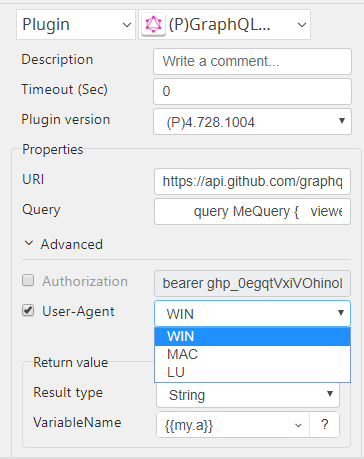 Plugin (P)GraphQL...
Description Write a comment...
Timeout (Sec) 0
Plugin version (P)4.728.1004
Properties
URI https://api.github.com/graphq
Query query MeQuery { viewe
Advanced
Authorization bearer ghp_0egqtVxiVOhinol
User-Agent WIN
WIN
MAC
LU
Return value
Result type String
VariableName {{my.a}} ?